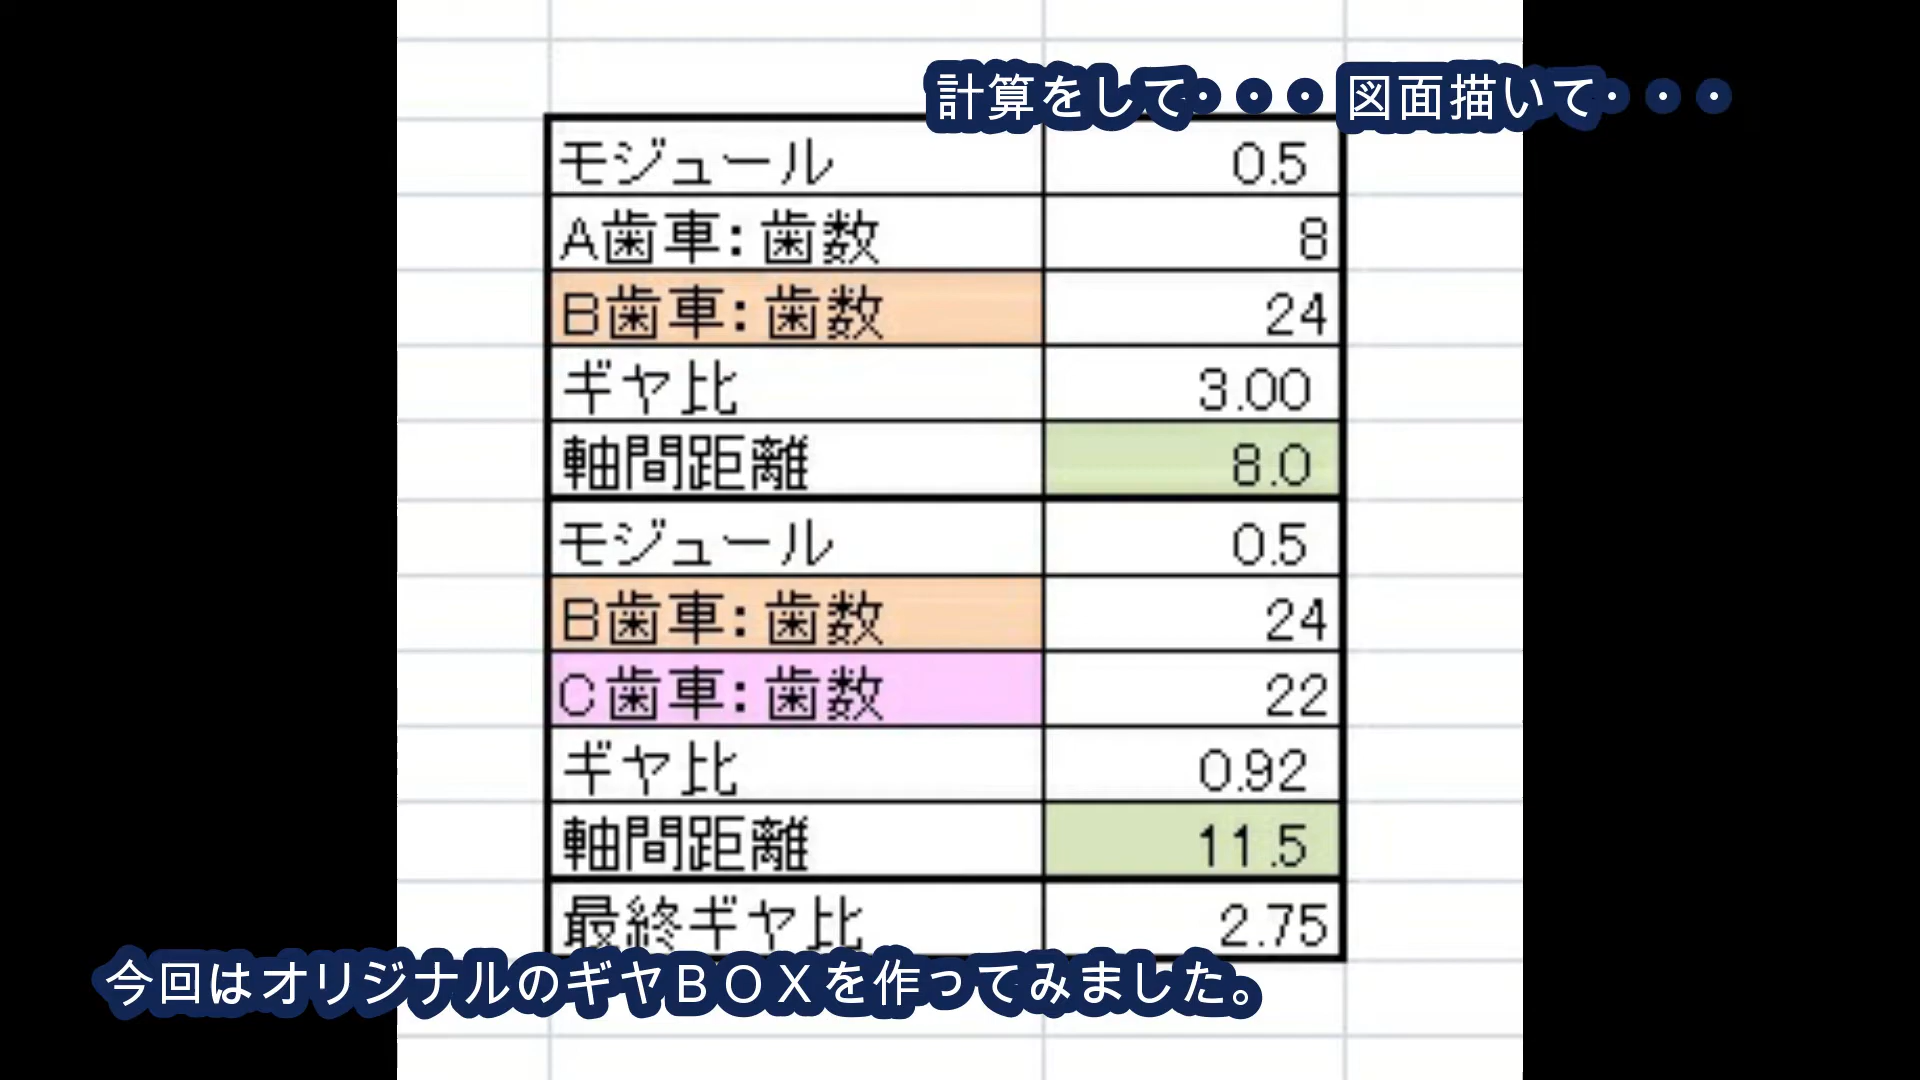 計算をして・・・ 図面描いて・・・
モジュール 0.5
A歯車：歯数 8
B歯車：歯数 24
ギヤ比 3.00
軸間距離 8.0
モジュール 0.5
B歯車：歯数 24
C歯車：歯数 22
ギヤ比 0.92
軸間距離 11.5
最終ギヤ比 2.75
今回はオリジナルのギヤＢＯＸを作ってみました。